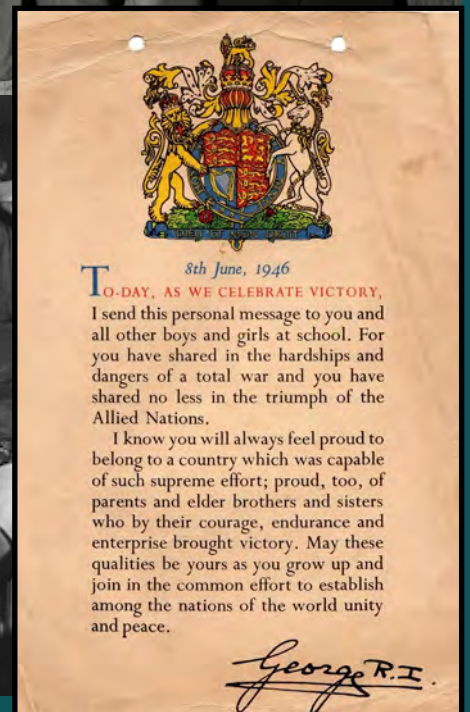 DIEU ET MON DROIT
8th June, 1946
TO-DAY, AS WE CELEBRATE VICTORY,
I send this personal message to you and
all other boys and girls at school. For
you have shared in the hardships and
dangers of a total war and you have
shared no less in the triumph of the
Allied Nations.
I know you will always feel proud to
belong to a country which was capable
of such supreme effort; proud, too, of
parents and elder brothers and sisters
who by their courage, endurance and
enterprise brought victory. May these
qualities be yours as you grow up and
join in the common effort to establish
among the nations of the world unity
and peace.
George R.I.